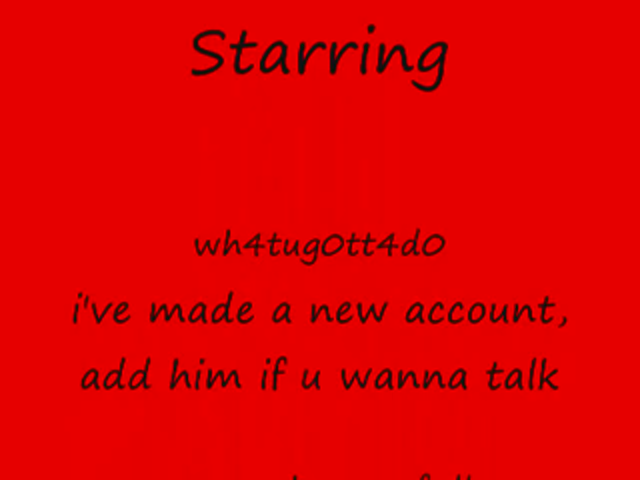 Starring
wh4tug0tt4d0
i've made a new account,
add him if u wanna talk